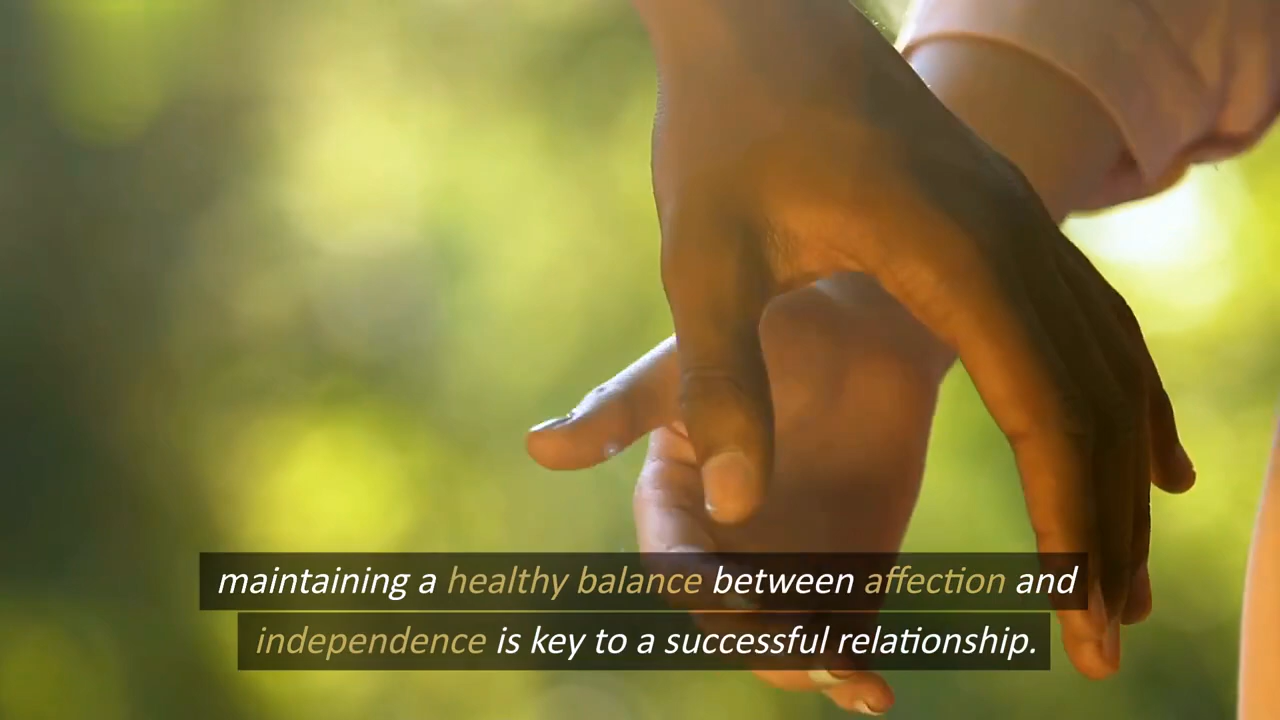 maintaining a healthy balance between affection and
independence is key to a successful relationship.